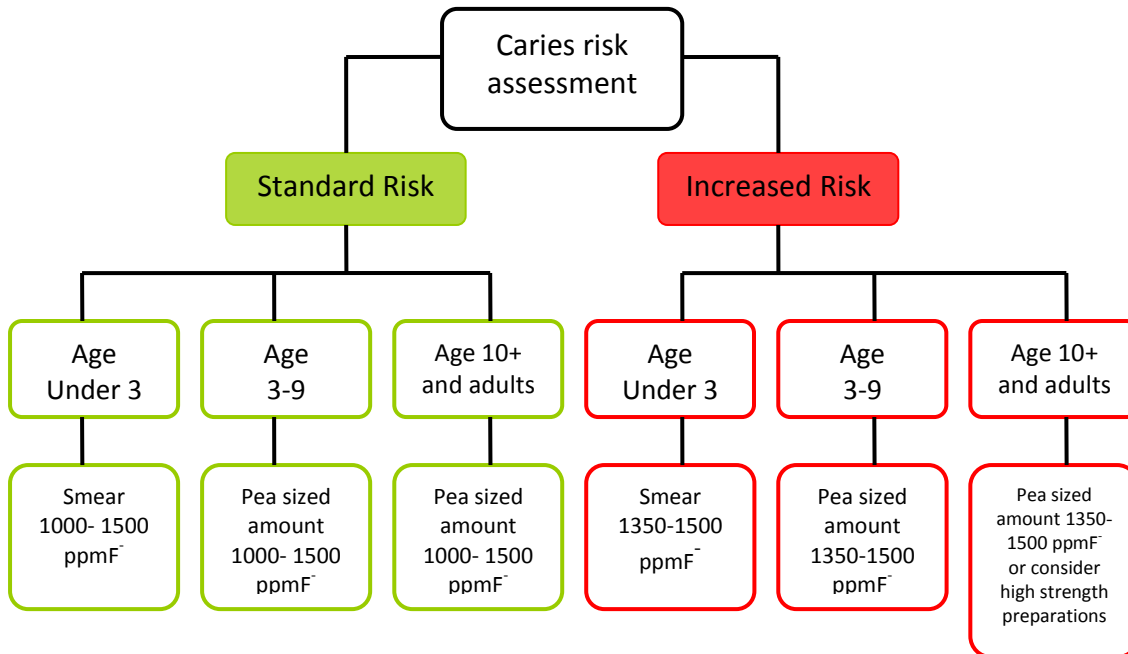 Caries risk
assessment
Standard Risk
Increased Risk
Age
Under 3
Age
3-9
Age 10+
and adults
Age
Under 3
Age
3-9
Age 10+
and adults
Smear
1000- 1500
ppmF⁻
Pea sized
amount
1000- 1500
ppmF⁻
Pea sized
amount
1000- 1500
ppmF⁻
Smear
1350-1500
ppmF⁻
Pea sized
amount
1350-1500
ppmF⁻
Pea sized
amount 1350-
1500 ppmF⁻
or consider
high strength
preparations